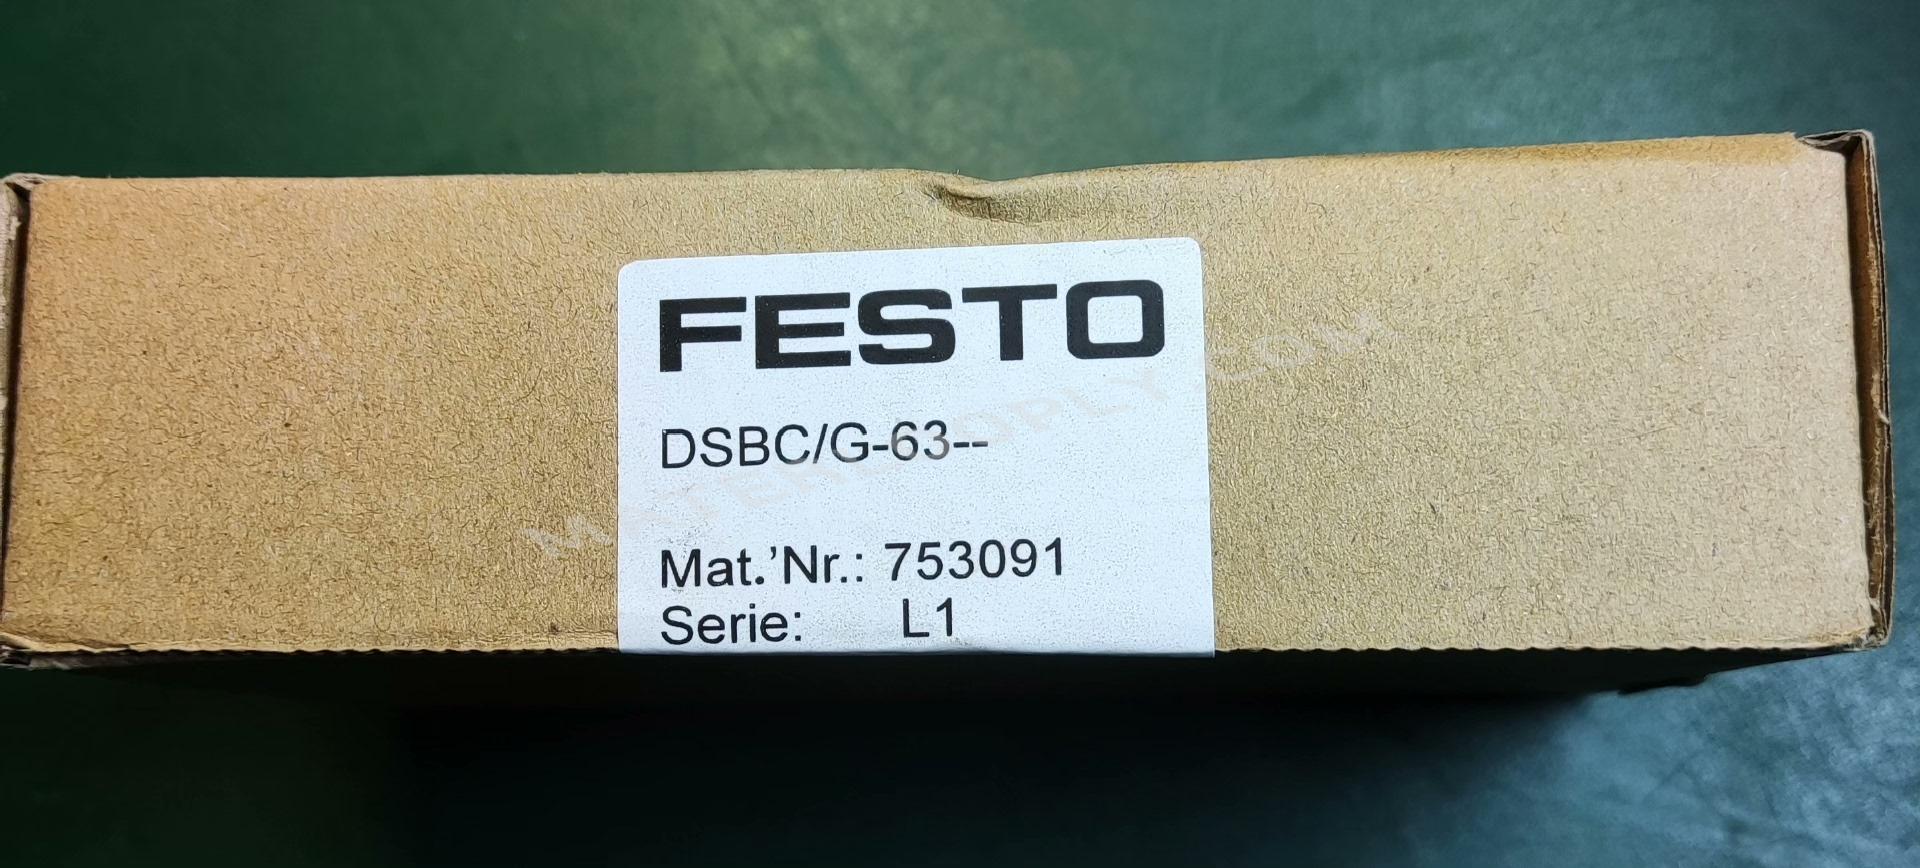 FESTO
DSBC/G-63--
Mat.'Nr.: 753091
Serie: L1